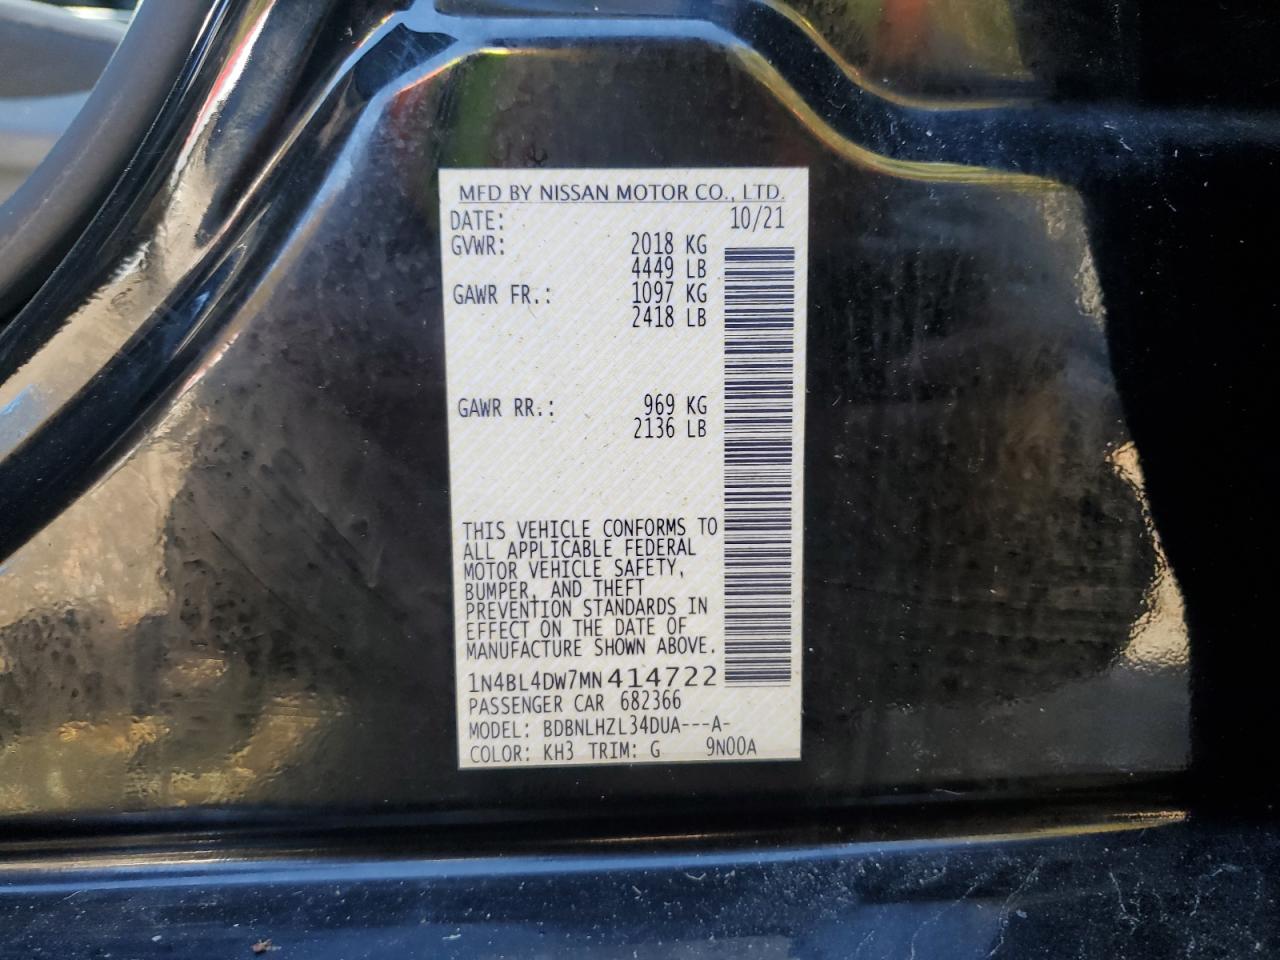 MFD BY NISSAN MOTOR CO., LTD.
DATE: 10/21
GVWR: 2018 KG
4449 LB
GAWR FR.: 1097 KG
2418 LB
GAWR RR.: 969 KG
2136 LB
THIS VEHICLE CONFORMS TO
ALL APPLICABLE FEDERAL
MOTOR VEHICLE SAFETY,
BUMPER, AND THEFT
PREVENTION STANDARDS IN
EFFECT ON THE DATE OF
MANUFACTURE SHOWN ABOVE.
1N4BL4DW7MN414722
PASSENGER CAR 682366
MODEL: BDBNLHZL34DUA---A-
COLOR: KH3 TRIM: G 9N00A